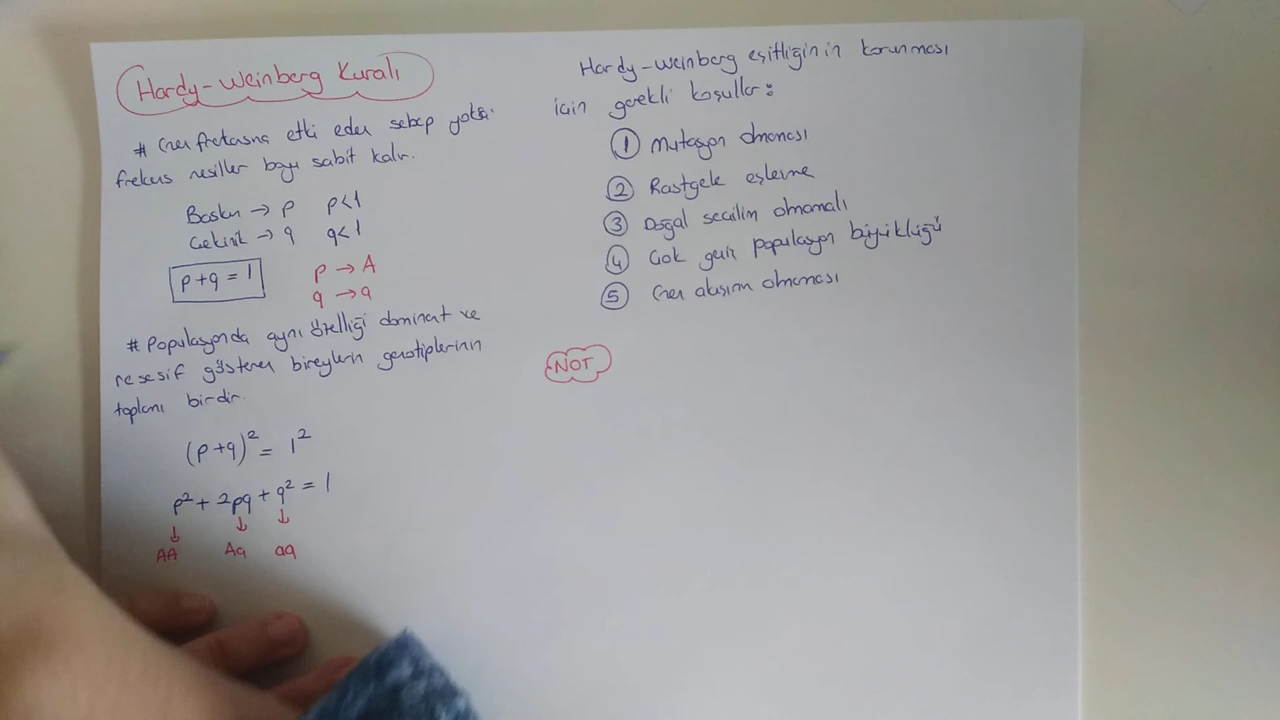 Hardy-Weinberg Kuralı
# Gen frekansına etki eden sebep yoksa
frekans nesiller boyu sabit kalır.
Baskın → p p<1
Çekinik → q q<1
p+q = 1 p → A
q → a
# Populasyonda aynı özelliği dominant ve
resesif gösteren bireylerin genotiplerinin
toplamı birdir.
(p+q)² = 1²
p² + 2pq + q² = 1
↓ ↓ ↓
AA Aa aa
Hardy-Weinberg eşitliğinin korunması
için gerekli koşullar:
① Mutasyon olmaması
② Rastgele eşleşme
③ Doğal seçilim olmamalı
④ Çok geniş populasyon büyüklüğü
⑤ Gen akışının olmaması
NOT